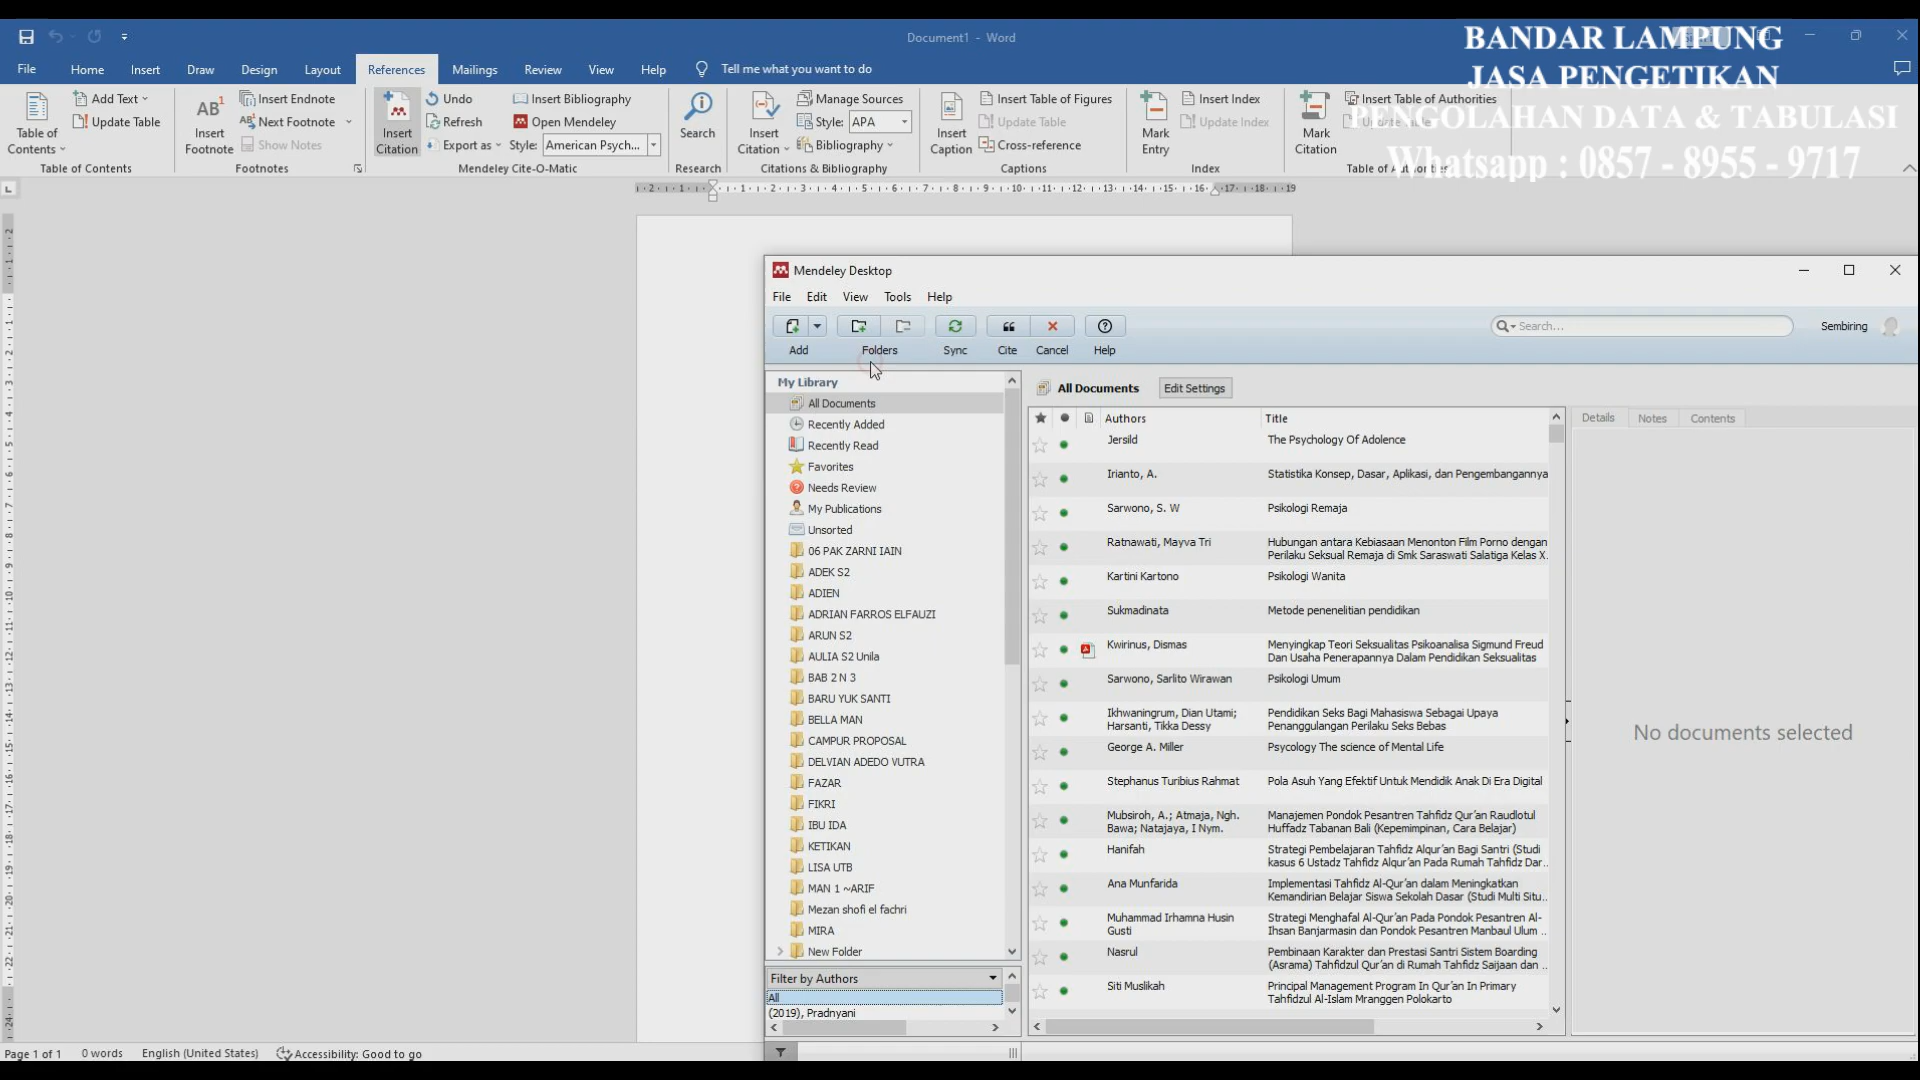 Document1 - Word
BANDAR LAMPUNG
JASA PENGETIKAN
PENGOLAHAN DATA & TABULASI
Whatsapp : 0857 - 8955 - 9717
File Home Insert Draw Design Layout References Mailings Review View Help Tell me what you want to do
Table of Contents
Add Text
Update Table
Table of Contents
Insert Footnote
Insert Endnote
Next Footnote
Show Notes
Footnotes
Insert Citation
Undo
Refresh
Export as
Insert Bibliography
Open Mendeley
Style: American Psych...
Mendeley Cite-O-Matic
Search
Research
Insert Citation
Manage Sources
Style: APA
Bibliography
Citations & Bibliography
Insert Caption
Insert Table of Figures
Update Table
Cross-reference
Captions
Mark Entry
Insert Index
Update Index
Index
Mark Citation
Insert Table of Authorities
Mendeley Desktop
File Edit View Tools Help
Add Folders Sync Cite Cancel Help
Search...
Sembiring
My Library
All Documents
Recently Added
Recently Read
Favorites
Needs Review
My Publications
Unsorted
06 PAK ZARNI IAIN
ADEK S2
ADIEN
ADRIAN FARROS ELFAUZI
ARUN S2
AULIA S2 Unila
BAB 2 N 3
BARU YUK SANTI
BELLA MAN
CAMPUR PROPOSAL
DELVIAN ADEDO VUTRA
FAZAR
FIKRI
IBU IDA
KETIKAN
LISA UTB
MAN 1 ~ARIF
Mezan shofi el fachri
MIRA
New Folder
Filter by Authors
All
(2019), Pradnyani
All Documents Edit Settings
Authors Title
Jersild The Psychology Of Adolence
Irianto, A. Statistika Konsep, Dasar, Aplikasi, dan Pengembangannya
Sarwono, S. W Psikologi Remaja
Ratnawati, Mayva Tri Hubungan antara Kebiasaan Menonton Film Porno dengan
Perilaku Seksual Remaja di Smk Saraswati Salatiga Kelas X.
Kartini Kartono Psikologi Wanita
Sukmadinata Metode penenelitian pendidikan
Kwirinus, Dismas Menyingkap Teori Seksualitas Psikoanalisa Sigmund Freud
Dan Usaha Penerapannya Dalam Pendidikan Seksualitas
Sarwono, Sarlito Wirawan Psikologi Umum
Ikhwaningrum, Dian Utami; Pendidikan Seks Bagi Mahasiswa Sebagai Upaya
Harsanti, Tikka Dessy Penanggulangan Perilaku Seks Bebas
George A. Miller Psycology The science of Mental Life
Stephanus Turibius Rahmat Pola Asuh Yang Efektif Untuk Mendidik Anak Di Era Digital
Mubsiroh, A.; Atmaja, Ngh. Manajemen Pondok Pesantren Tahfidz Qur'an Raudlotul
Bawa; Natajaya, I Nym. Huffadz Tabanan Bali (Kepemimpinan, Cara Belajar)
Hanifah Strategi Pembelajaran Tahfidz Alqur'an Bagi Santri (Studi
kasus 6 Ustadz Tahfidz Alqur'an Pada Rumah Tahfidz Dar..
Ana Munfarida Implementasi Tahfidz Al-Qur'an dalam Meningkatkan
Kemandirian Belajar Siswa Sekolah Dasar (Studi Multi Situ..
Muhammad Irhamna Husin Strategi Menghafal Al-Qur'an Pada Pondok Pesantren Al-
Gusti Ihsan Banjarmasin dan Pondok Pesantren Manbaul Ulum ..
Nasrul Pembinaan Karakter dan Prestasi Santri Sistem Boarding
(Asrama) Tahfidzul Qur'an di Rumah Tahfidz Saijaan dan ..
Siti Muslikah Principal Management Program In Qur'an In Primary
Tahfidzul Al-Islam Mranggen Polokarto
Details Notes Contents
No documents selected
Page 1 of 1 0 words English (United States) Accessibility: Good to go